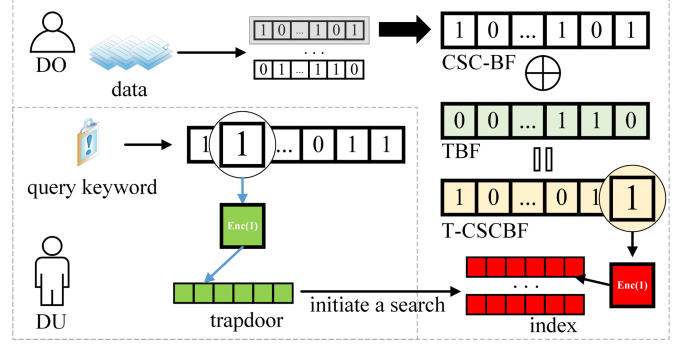 DO
data
1 0 ... 1 0 1
...
0 1 ... 1 1 0
1 0 ... 1 0 1
CSC-BF
0 0 ... 1 1 0
TBF
1 0 ... 0 1 1
T-CSCBF
query keyword
1 1 ... 0 1 1
Enc(1)
Enc(1)
DU
trapdoor
initiate a search
...
index